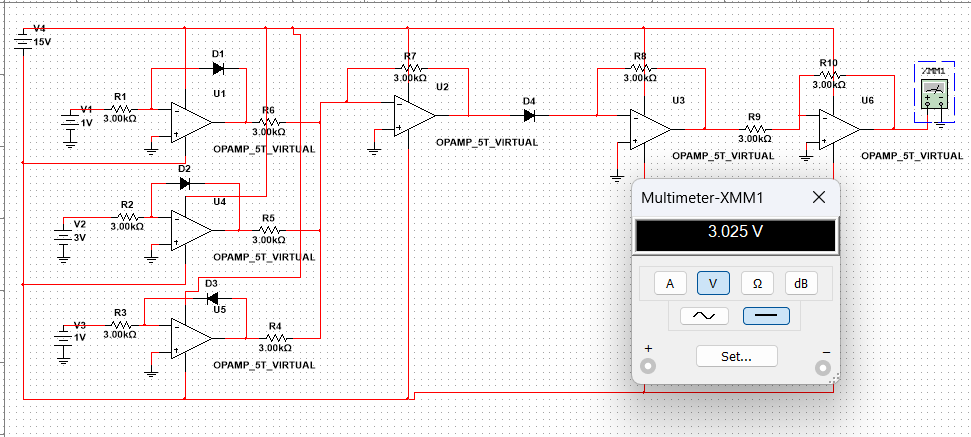 V4
15V
D1
U1
R1
3.00kΩ
V1
1V
R6
3.00kΩ
OPAMP_5T_VIRTUAL
D2
U4
R2
3.00kΩ
V2
3V
R5
3.00kΩ
OPAMP_5T_VIRTUAL
D3
U5
R3
3.00kΩ
V3
1V
R4
3.00kΩ
OPAMP_5T_VIRTUAL
R7
3.00kΩ
U2
OPAMP_5T_VIRTUAL
D4
R8
3.00kΩ
U3
OPAMP_5T_VIRTUAL
R9
3.00kΩ
R10
3.00kΩ
U6
OPAMP_5T_VIRTUAL
XMM1
Multimeter-XMM1
3.025 V
A V Ω dB
+ Set... −